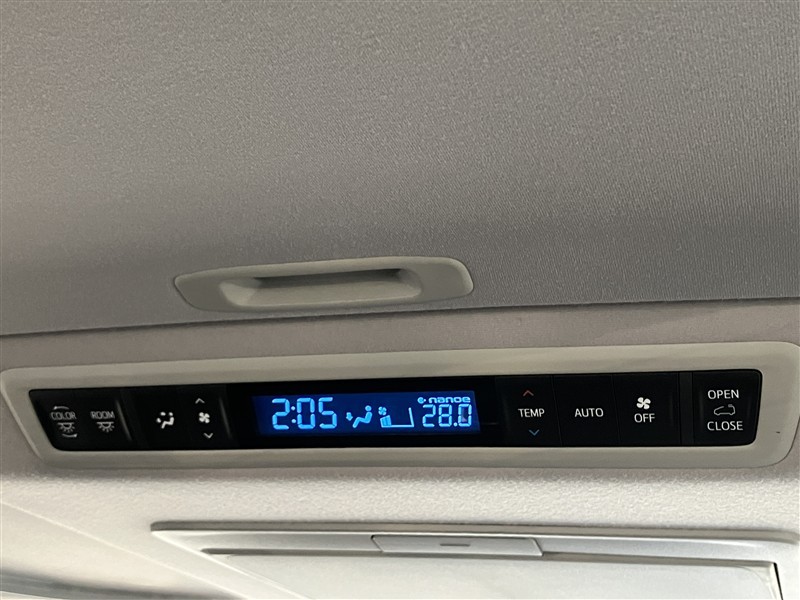 COLOR
ROOM
2:05
nanoe
28.0
TEMP
AUTO
OFF
OPEN
CLOSE